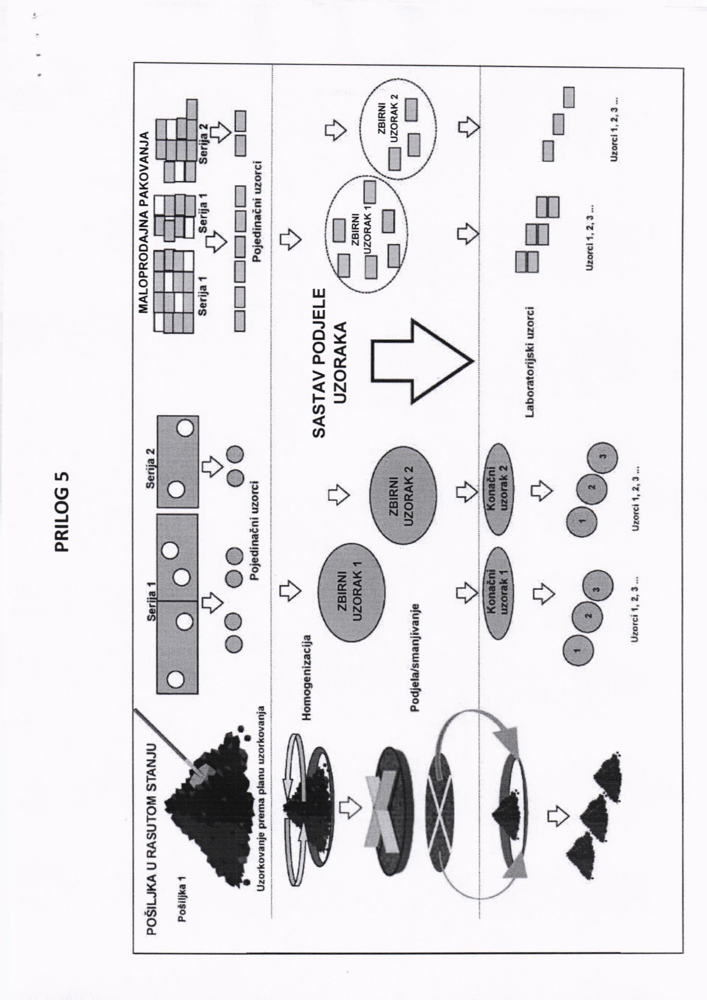 PRILOG 5
POŠILJKA U RASUTOM STANJU
Pošiljka 1
Uzorkovanje prema planu uzorkovanja
Serija 1
Serija 2
Pojedinačni uzorci
MALOPRODAJNA PAKOVANJA
Serija 1
Serija 1
Serija 2
Pojedinačni uzorci
Homogenizacija
ZBIRNI
UZORAK 1
ZBIRNI
UZORAK 2
SASTAV PODJELE
UZORAKA
ZBIRNI
UZORAK 1
ZBIRNI
UZORAK 2
Podjela/smanjivanje
Konačni
uzorak 1
Konačni
uzorak 2
Laboratorijski uzorci
1
2
3
1
2
3
Uzorci 1, 2, 3 ...
Uzorci 1, 2, 3 ...
Uzorci 1, 2, 3 ...
Uzorci 1, 2, 3 ...